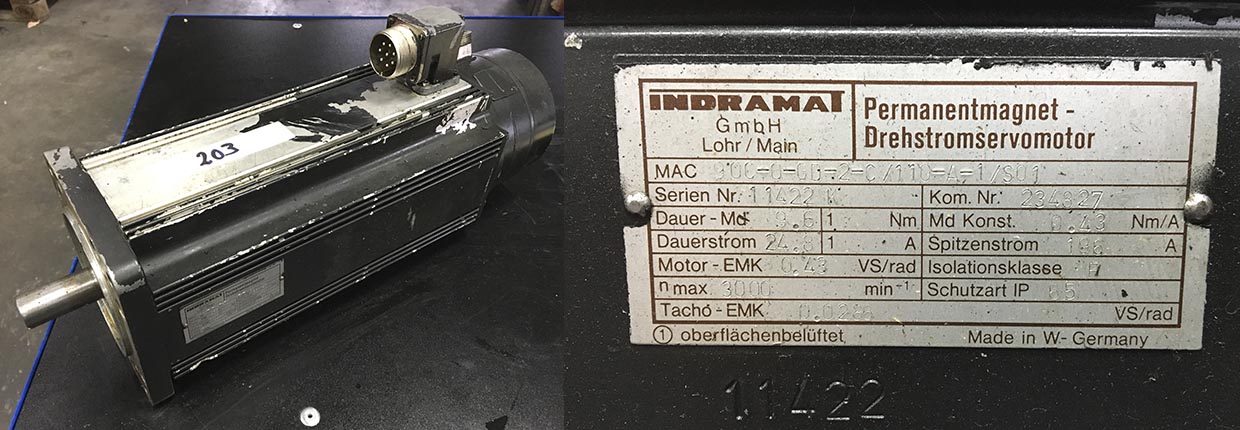 203
INDRAMAT
GmbH
Lohr / Main
Permanentmagnet -
Drehstromservomotor
MAC
Serien Nr. 11422 Kom. Nr. 234827
Dauer - Md 9.6 1 Nm Md Konst. 0.43 Nm/A
Dauerstrom 24.8 1 A Spitzenstrom 196 A
Motor - EMK 0.43 VS/rad Isolationsklasse
n max. 3000 min⁻¹ Schutzart IP 65
Tacho - EMK VS/rad
① oberflächenbelüftet Made in W- Germany
11422